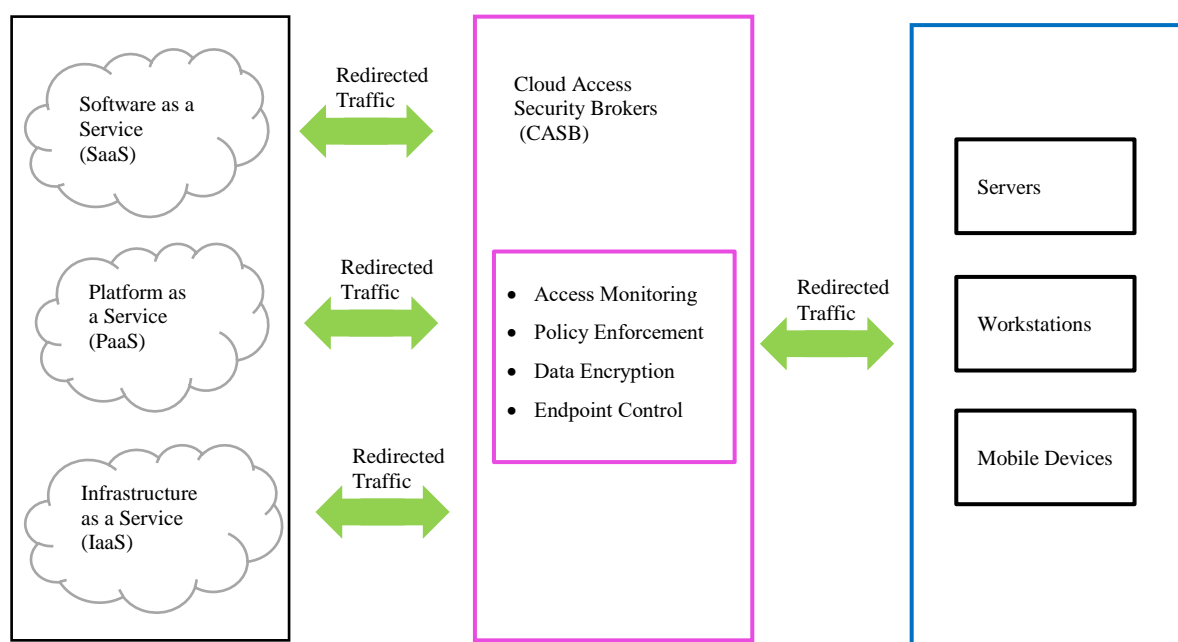 Software as a
Service
(SaaS)
Platform as
a Service
(PaaS)
Infrastructure
as a Service
(IaaS)
Redirected
Traffic
Redirected
Traffic
Redirected
Traffic
Cloud Access
Security Brokers
(CASB)
• Access Monitoring
• Policy Enforcement
• Data Encryption
• Endpoint Control
Redirected
Traffic
Servers
Workstations
Mobile Devices